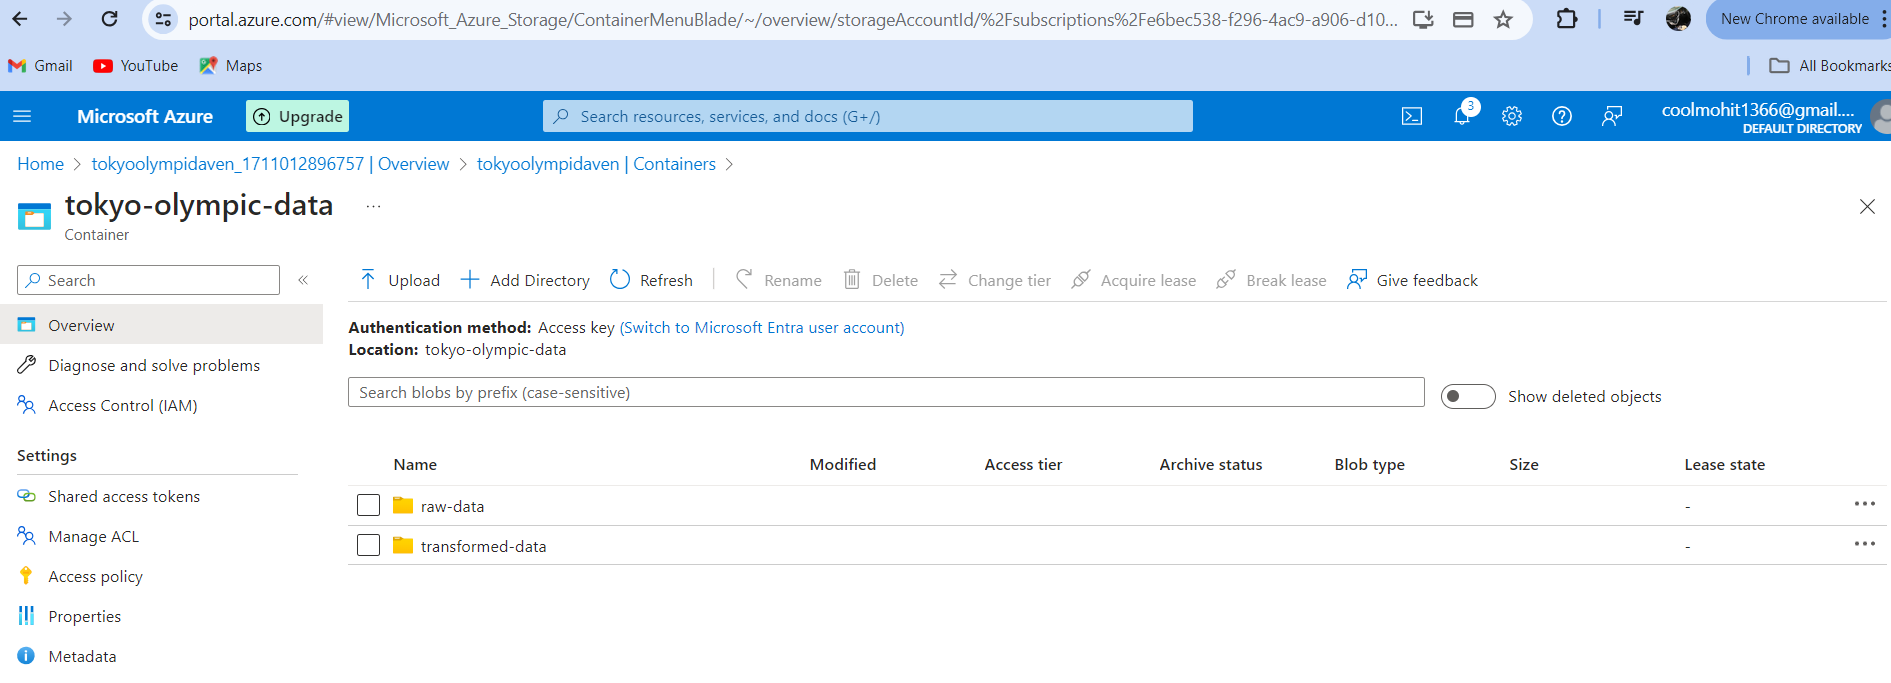 portal.azure.com/#view/Microsoft_Azure_Storage/ContainerMenuBlade/~/overview/storageAccountId/%2Fsubscriptions%2Fe6bec538-f296-4ac9-a906-d10...
New Chrome available
Gmail YouTube Maps All Bookmarks
Microsoft Azure Upgrade Search resources, services, and docs (G+/) 3 coolmohit1366@gmail....
DEFAULT DIRECTORY
Home > tokyoolympidaven_1711012896757 | Overview > tokyoolympidaven | Containers >
tokyo-olympic-data ...
Container
Search «
Upload Add Directory Refresh Rename Delete Change tier Acquire lease Break lease Give feedback
Overview
Diagnose and solve problems
Access Control (IAM)
Settings
Shared access tokens
Manage ACL
Access policy
Properties
Metadata
Authentication method: Access key (Switch to Microsoft Entra user account)
Location: tokyo-olympic-data
Search blobs by prefix (case-sensitive) Show deleted objects
Name Modified Access tier Archive status Blob type Size Lease state
raw-data - ...
transformed-data - ...